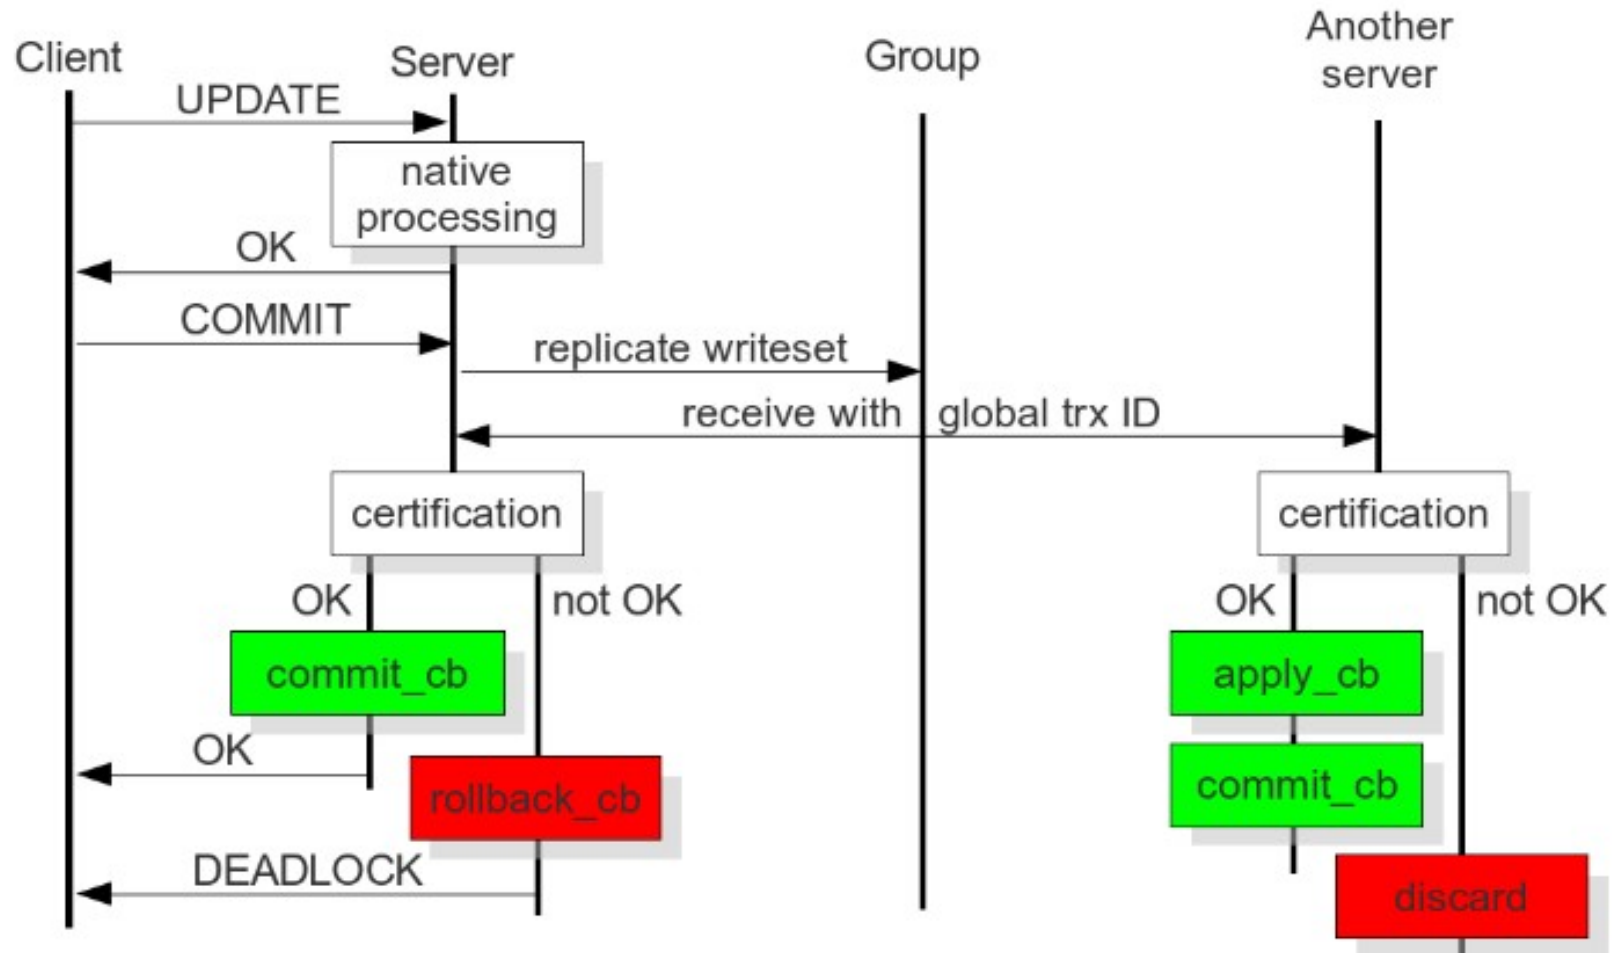 Client
Server
Group
Another
server
UPDATE
native
processing
OK
COMMIT
replicate writeset
receive with global trx ID
certification
certification
OK
not OK
OK
not OK
commit_cb
apply_cb
OK
rollback_cb
commit_cb
DEADLOCK
discard